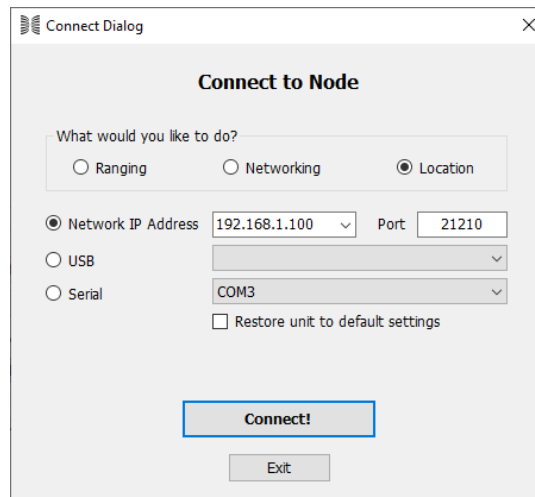 Connect Dialog
Connect to Node
What would you like to do?
Ranging Networking Location
Network IP Address 192.168.1.100 Port 21210
USB
Serial COM3
Restore unit to default settings
Connect!
Exit